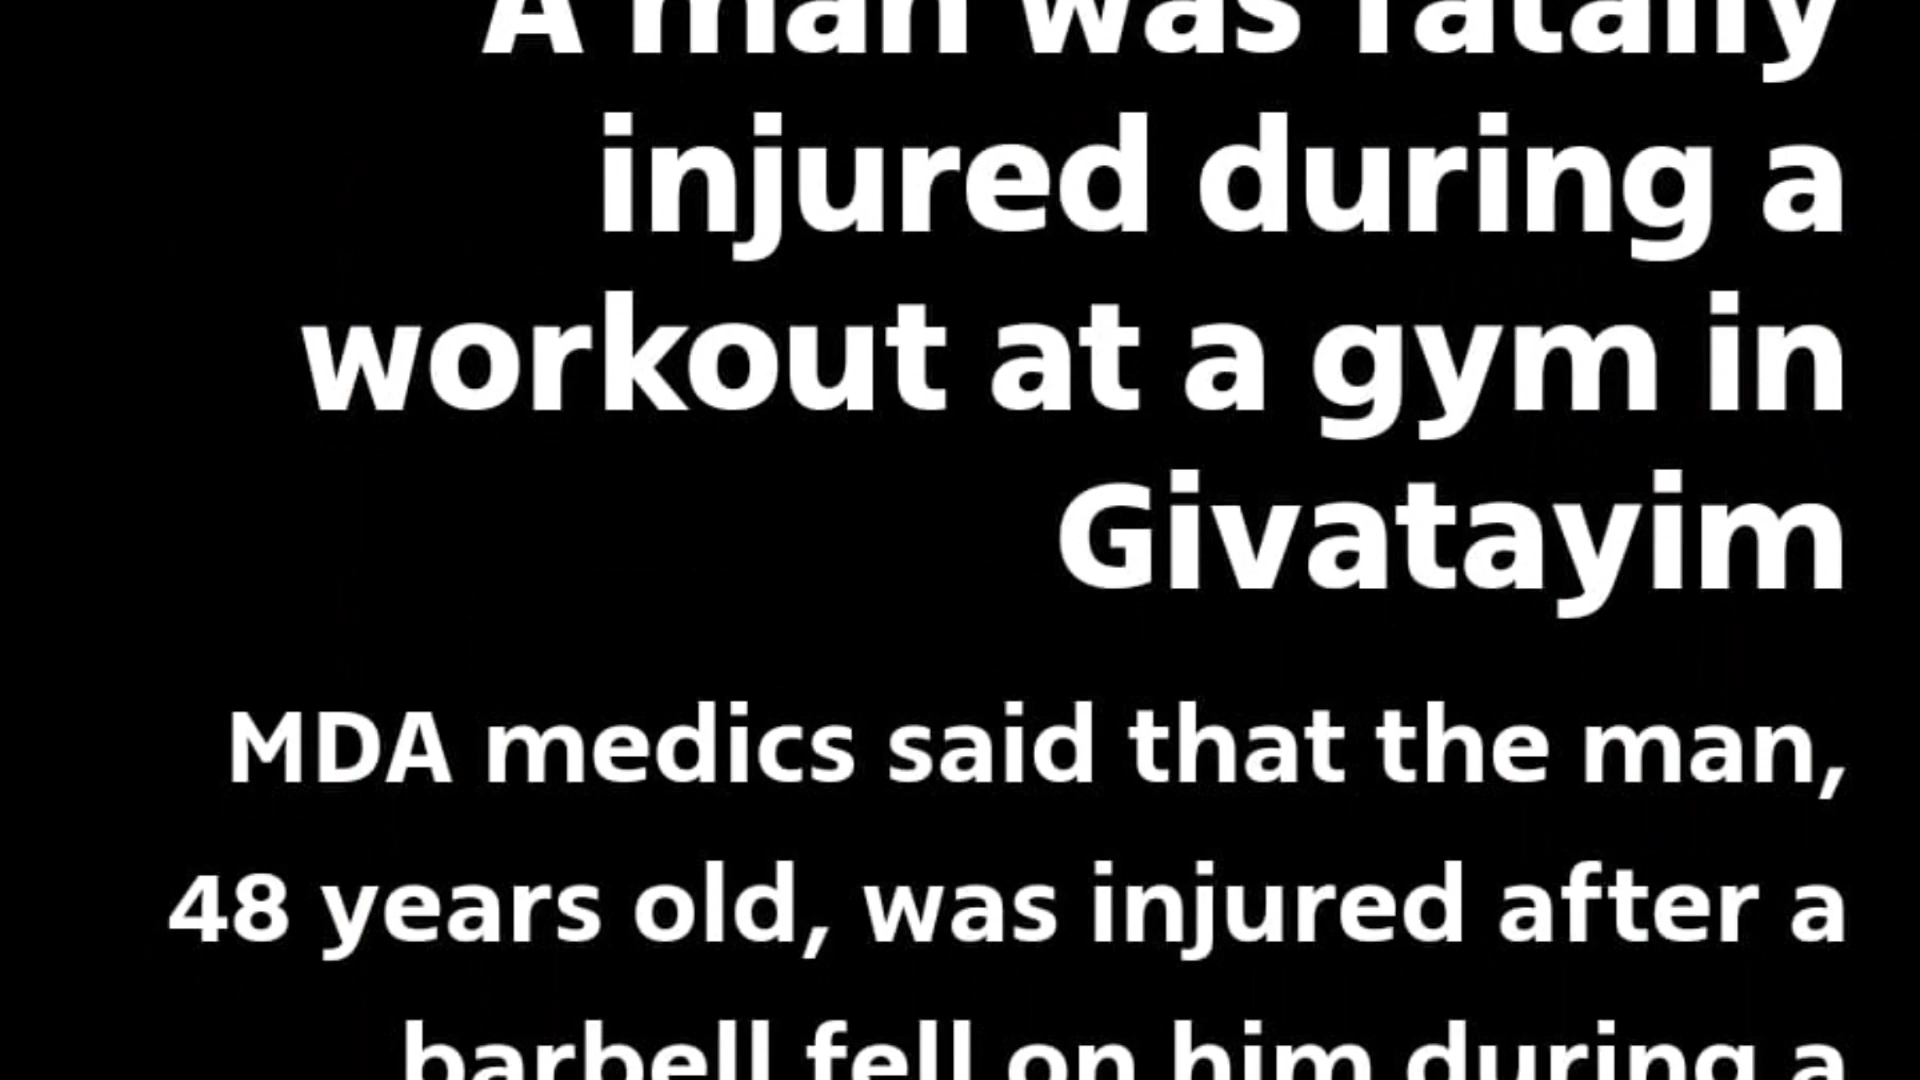 A man was fatally
injured during a
workout at a gym in
Givatayim
MDA medics said that the man,
48 years old, was injured after a
barbell fell on him during a